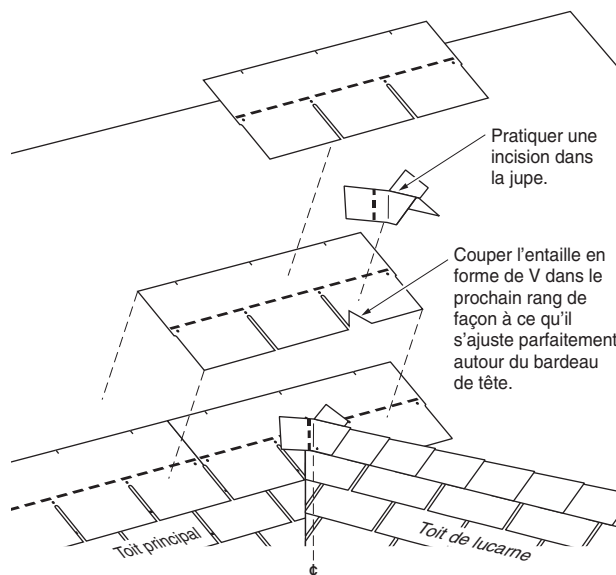 Pratiquer une
incision dans
la jupe.
Couper l'entaille en
forme de V dans le
prochain rang de
façon à ce qu'il
s'ajuste parfaitement
autour du bardeau
de tête.
Toit principal
Toit de lucarne
℄